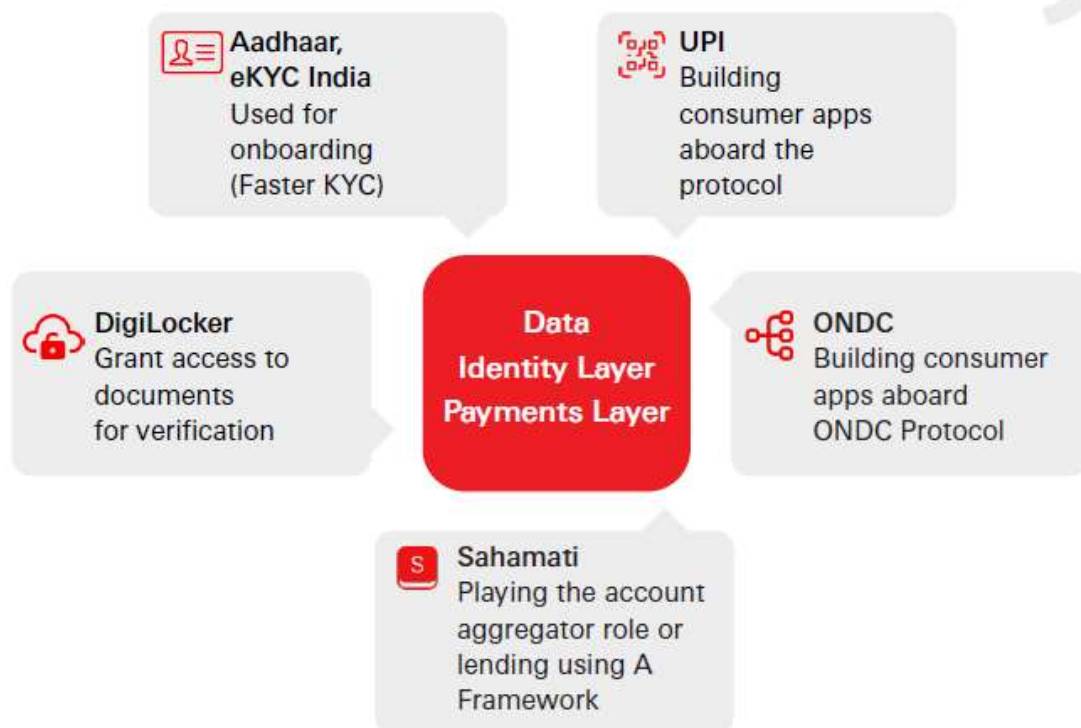 Aadhaar,
eKYC India
Used for
onboarding
(Faster KYC)
UPI
Building
consumer apps
aboard the
protocol
DigiLocker
Grant access to
documents
for verification
Data
Identity Layer
Payments Layer
ONDC
Building consumer
apps aboard
ONDC Protocol
S
Sahamati
Playing the account
aggregator role or
lending using A
Framework